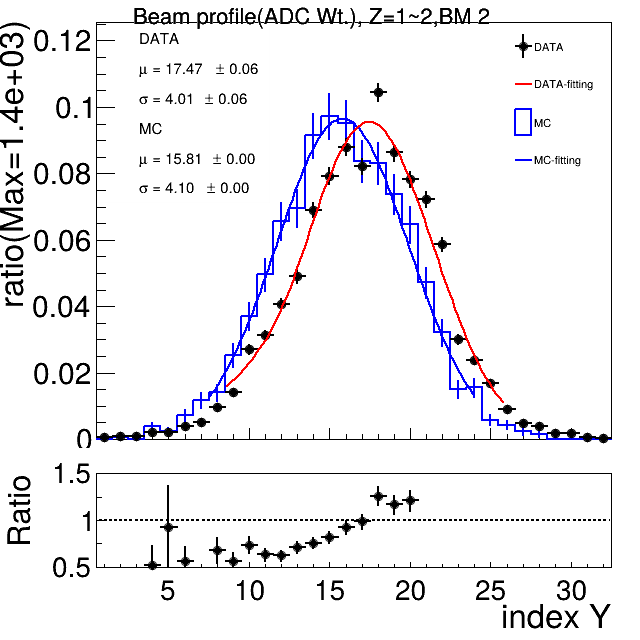 Beam profile(ADC Wt.), Z=1~2,BM 2
ratio(Max=1.4e+03)
0.12
0.1
0.08
0.06
0.04
0.02
0
DATA
μ = 17.47 ± 0.06
σ = 4.01 ± 0.06
MC
μ = 15.81 ± 0.00
σ = 4.10 ± 0.00
DATA
DATA-fitting
MC
MC-fitting
Ratio
1.5
1
0.5
5 10 15 20 25 30
index Y